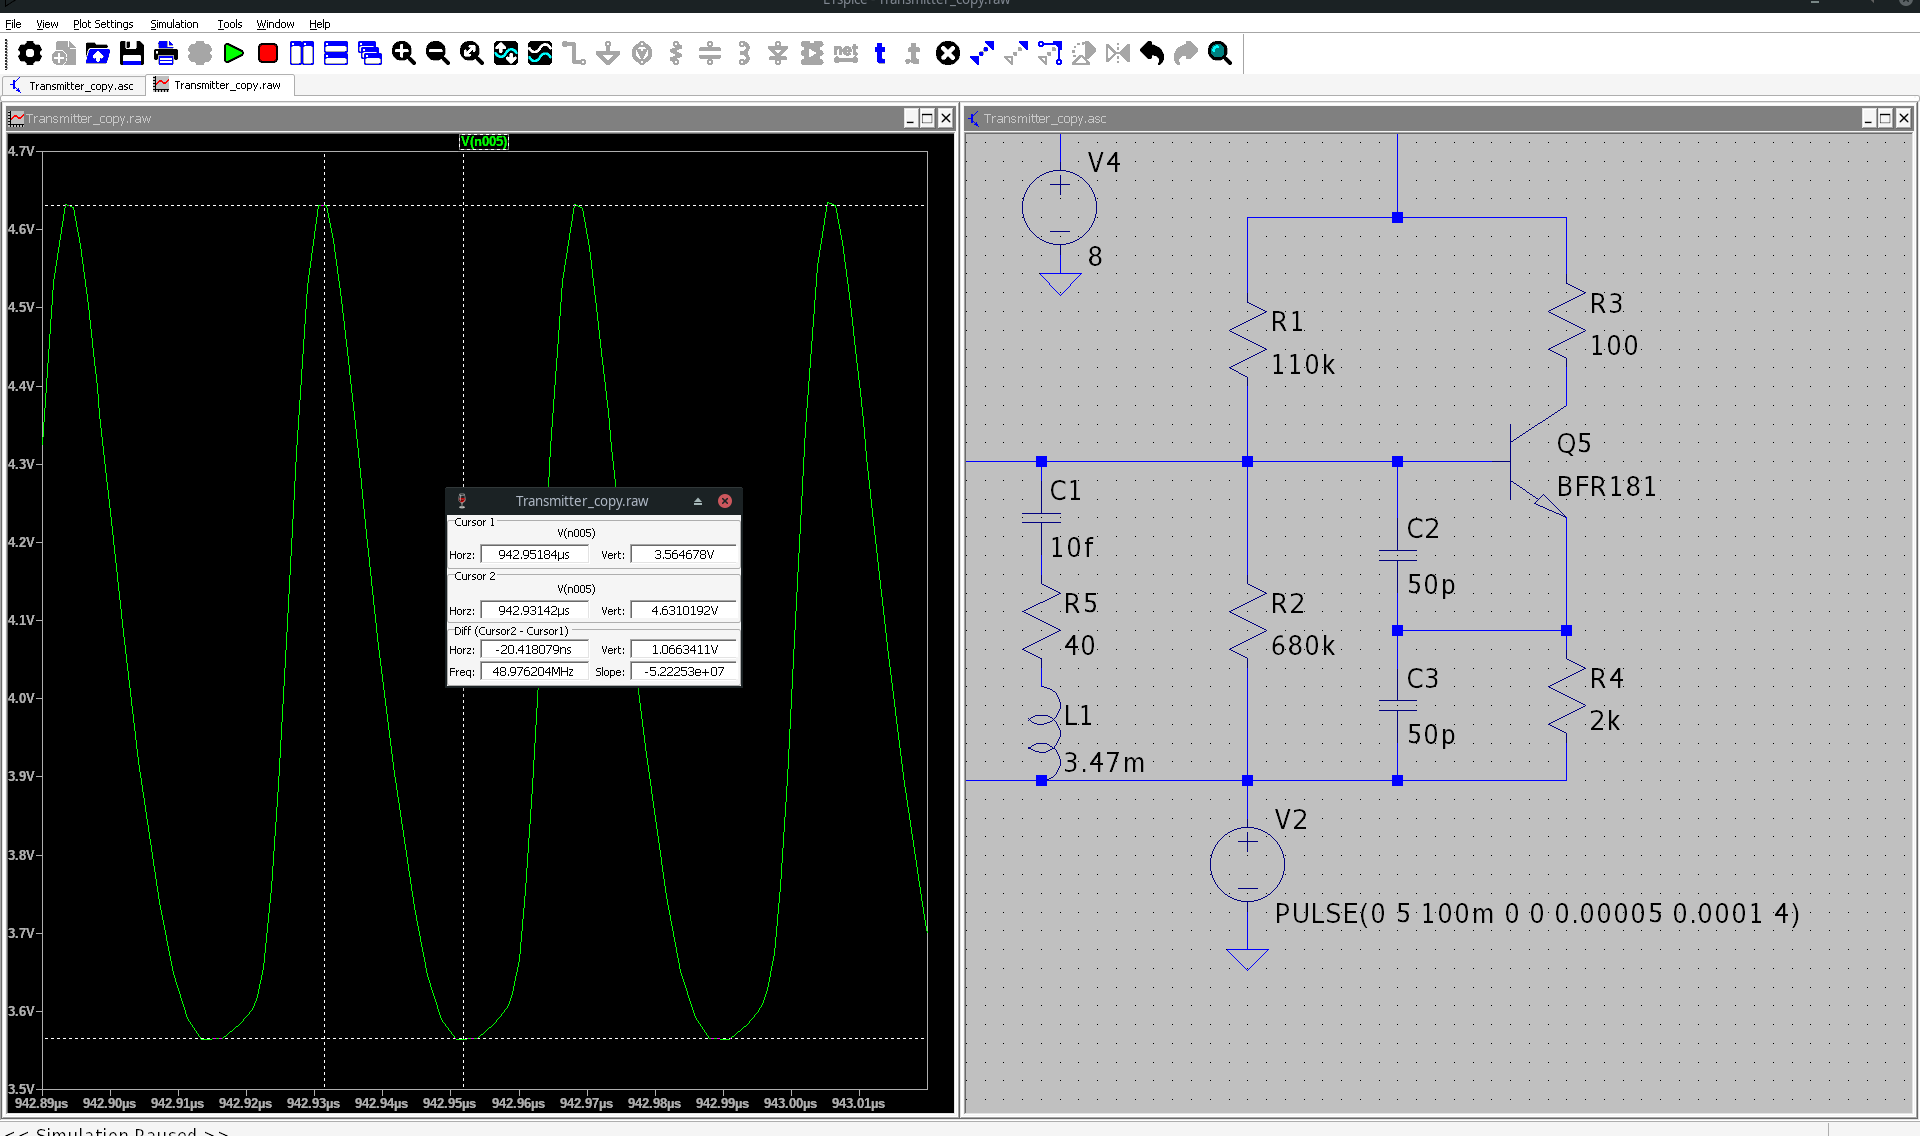 LTspice - Transmitter_copy.raw
File View Plot Settings Simulation Tools Window Help
Transmitter_copy.asc Transmitter_copy.raw
Transmitter_copy.raw
V(n005)
4.7V
4.6V
4.5V
4.4V
4.3V
4.2V
4.1V
4.0V
3.9V
3.8V
3.7V
3.6V
3.5V
942.89µs 942.90µs 942.91µs 942.92µs 942.93µs 942.94µs 942.95µs 942.96µs 942.97µs 942.98µs 942.99µs 943.00µs 943.01µs
Transmitter_copy.raw
Cursor 1
V(n005)
Horz: 942.95184µs Vert: 3.564678V
Cursor 2
V(n005)
Horz: 942.93142µs Vert: 4.6310192V
Diff (Cursor2 - Cursor1)
Horz: -20.418079ns Vert: 1.0663411V
Freq: 48.976204MHz Slope: -5.22253e+07
Transmitter_copy.asc
V4
8
R1
110k
R3
100
Q5
BFR181
C1
10f
C2
50p
R5
40
R2
680k
C3
50p
R4
2k
L1
3.47m
V2
PULSE(0 5 100m 0 0 0.00005 0.0001 4)
<< Simulation Paused >>